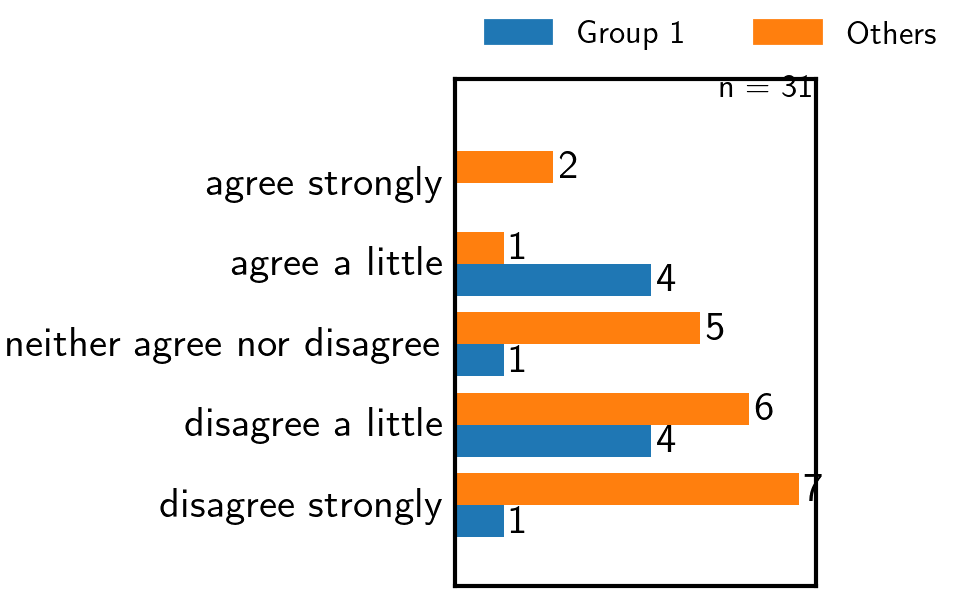 Group 1 Others
n = 31
agree strongly 2
1
agree a little 4
5
neither agree nor disagree 1
6
disagree a little 4
7
disagree strongly 1